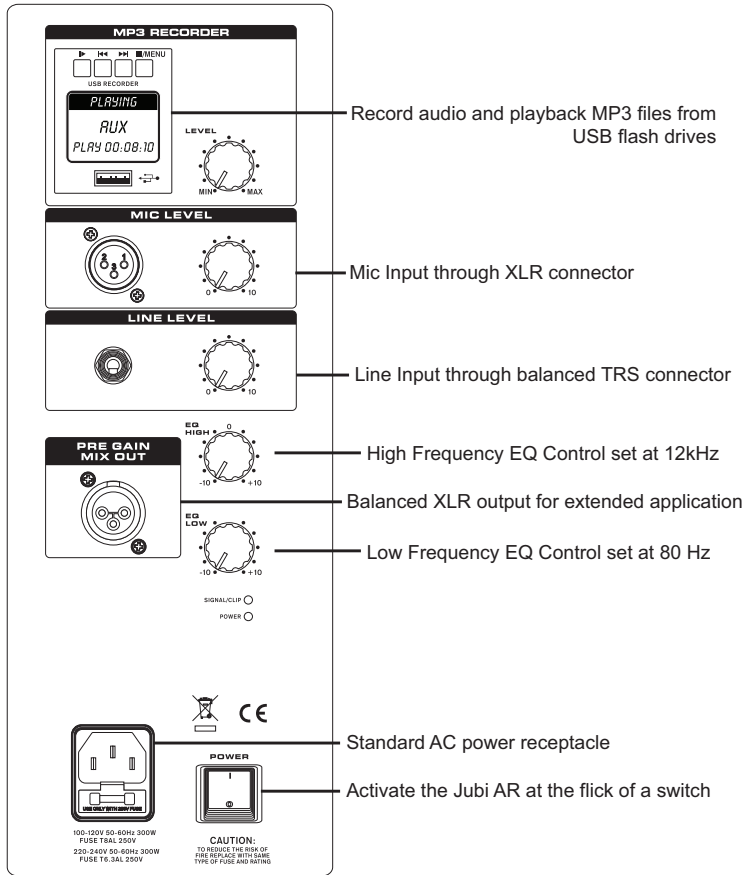 MP3 RECORDER
/MENU
USB RECORDER
PLAYING
AUX
PLAY 00:08:10
LEVEL
MIN
MAX
Record audio and playback MP3 files from
USB flash drives
MIC LEVEL
2
1
3
0
10
Mic Input through XLR connector
LINE LEVEL
0
10
Line Input through balanced TRS connector
EQ
HIGH
0
-10
+10
High Frequency EQ Control set at 12kHz
PRE GAIN
MIX OUT
Balanced XLR output for extended application
EQ
LOW
-10
+10
Low Frequency EQ Control set at 80 Hz
SIGNAL/CLIP
POWER
CE
Standard AC power receptacle
POWER
I
O
Activate the Jubi AR at the flick of a switch
USE ONLY WITH 250V FUSE
100-120V 50-60Hz 300W
FUSE T8AL 250V
220-240V 50-60Hz 300W
FUSE T6.3AL 250V
CAUTION:
TO REDUCE THE RISK OF
FIRE REPLACE WITH SAME
TYPE OF FUSE AND RATING